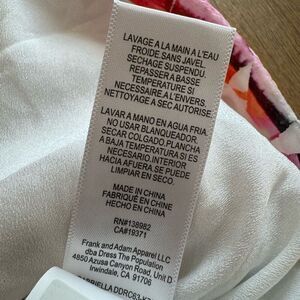 LAVAGE A LA MAIN A L'EAU
FROIDE.SANS JAVEL.
SECHAGE SUSPENDU.
REPASSER A BASSE
TEMPERATURE SI
NECESSAIRE A L'ENVERS.
NETTOYAGE A SEC AUTORISE.
LAVAR A MANO EN AGUA FRIA.
NO USAR BLANQUEADOR
SECAR COLGADO.PLANCHA
A BAJA TEMPERATURA SI ES
NECESARIO.INTERIOR
HACIA AFUERA.SE PUEDE
LIMPIAR EN SECO.
MADE IN CHINA
FABRIQUÉ EN CHINE
HECHO EN CHINA
RN#138982
CA#19371
Frank and Adam Apparel LLC
dba Dress The Population
4850 Azusa Canyon Road, Unit D
Irwindale, CA 91706